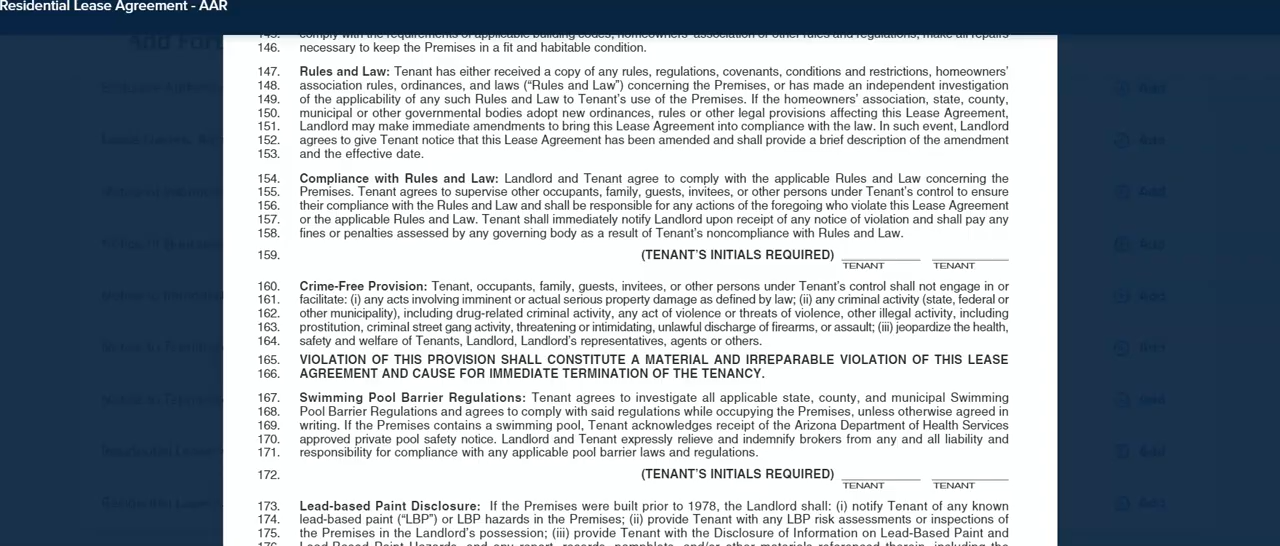 Residential Lease Agreement - AAR
146. necessary to keep the Premises in a fit and habitable condition.
147. Rules and Law: Tenant has either received a copy of any rules, regulations, covenants, conditions and restrictions, homeowners'
148. association rules, ordinances, and laws (“Rules and Law”) concerning the Premises, or has made an independent investigation
149. of the applicability of any such Rules and Law to Tenant's use of the Premises. If the homeowners' association, state, county,
150. municipal or other governmental bodies adopt new ordinances, rules or other legal provisions affecting this Lease Agreement,
151. Landlord may make immediate amendments to bring this Lease Agreement into compliance with the law. In such event, Landlord
152. agrees to give Tenant notice that this Lease Agreement has been amended and shall provide a brief description of the amendment
153. and the effective date.
154. Compliance with Rules and Law: Landlord and Tenant agree to comply with the applicable Rules and Law concerning the
155. Premises. Tenant agrees to supervise other occupants, family, guests, invitees, or other persons under Tenant's control to ensure
156. their compliance with the Rules and Law and shall be responsible for any actions of the foregoing who violate this Lease Agreement
157. or the applicable Rules and Law. Tenant shall immediately notify Landlord upon receipt of any notice of violation and shall pay any
158. fines or penalties assessed by any governing body as a result of Tenant's noncompliance with Rules and Law.
159. (TENANT'S INITIALS REQUIRED)
TENANT TENANT
160. Crime-Free Provision: Tenant, occupants, family, guests, invitees, or other persons under Tenant's control shall not engage in or
161. facilitate: (i) any acts involving imminent or actual serious property damage as defined by law; (ii) any criminal activity (state, federal or
162. other municipality), including drug-related criminal activity, any act of violence or threats of violence, other illegal activity, including
163. prostitution, criminal street gang activity, threatening or intimidating, unlawful discharge of firearms, or assault; (iii) jeopardize the health,
164. safety and welfare of Tenants, Landlord, Landlord's representatives, agents or others.
165. VIOLATION OF THIS PROVISION SHALL CONSTITUTE A MATERIAL AND IRREPARABLE VIOLATION OF THIS LEASE
166. AGREEMENT AND CAUSE FOR IMMEDIATE TERMINATION OF THE TENANCY.
167. Swimming Pool Barrier Regulations: Tenant agrees to investigate all applicable state, county, and municipal Swimming
168. Pool Barrier Regulations and agrees to comply with said regulations while occupying the Premises, unless otherwise agreed in
169. writing. If the Premises contains a swimming pool, Tenant acknowledges receipt of the Arizona Department of Health Services
170. approved private pool safety notice. Landlord and Tenant expressly relieve and indemnify brokers from any and all liability and
171. responsibility for compliance with any applicable pool barrier laws and regulations.
172. (TENANT'S INITIALS REQUIRED)
TENANT TENANT
173. Lead-based Paint Disclosure: If the Premises were built prior to 1978, the Landlord shall: (i) notify Tenant of any known
174. lead-based paint (“LBP”) or LBP hazards in the Premises; (ii) provide Tenant with any LBP risk assessments or inspections of
175. the Premises in the Landlord's possession; (iii) provide Tenant with the Disclosure of Information on Lead-Based Paint and